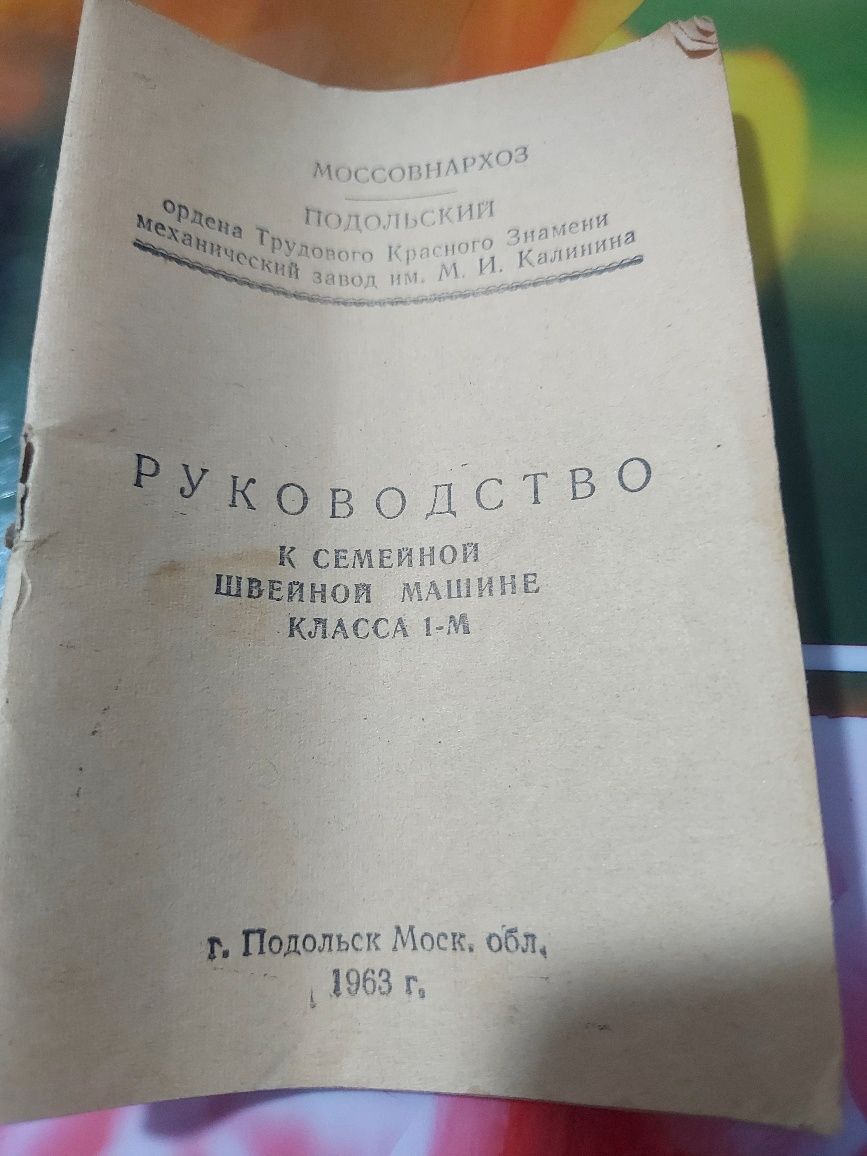 МОССОВНАРХОЗ
ПОДОЛЬСКИЙ
ордена Трудового Красного Знамени
механический завод им. М. И. Калинина
РУКОВОДСТВО
К СЕМЕЙНОЙ
ШВЕЙНОЙ МАШИНЕ
КЛАССА 1-М
г. Подольск Моск. обл.
1963 г.